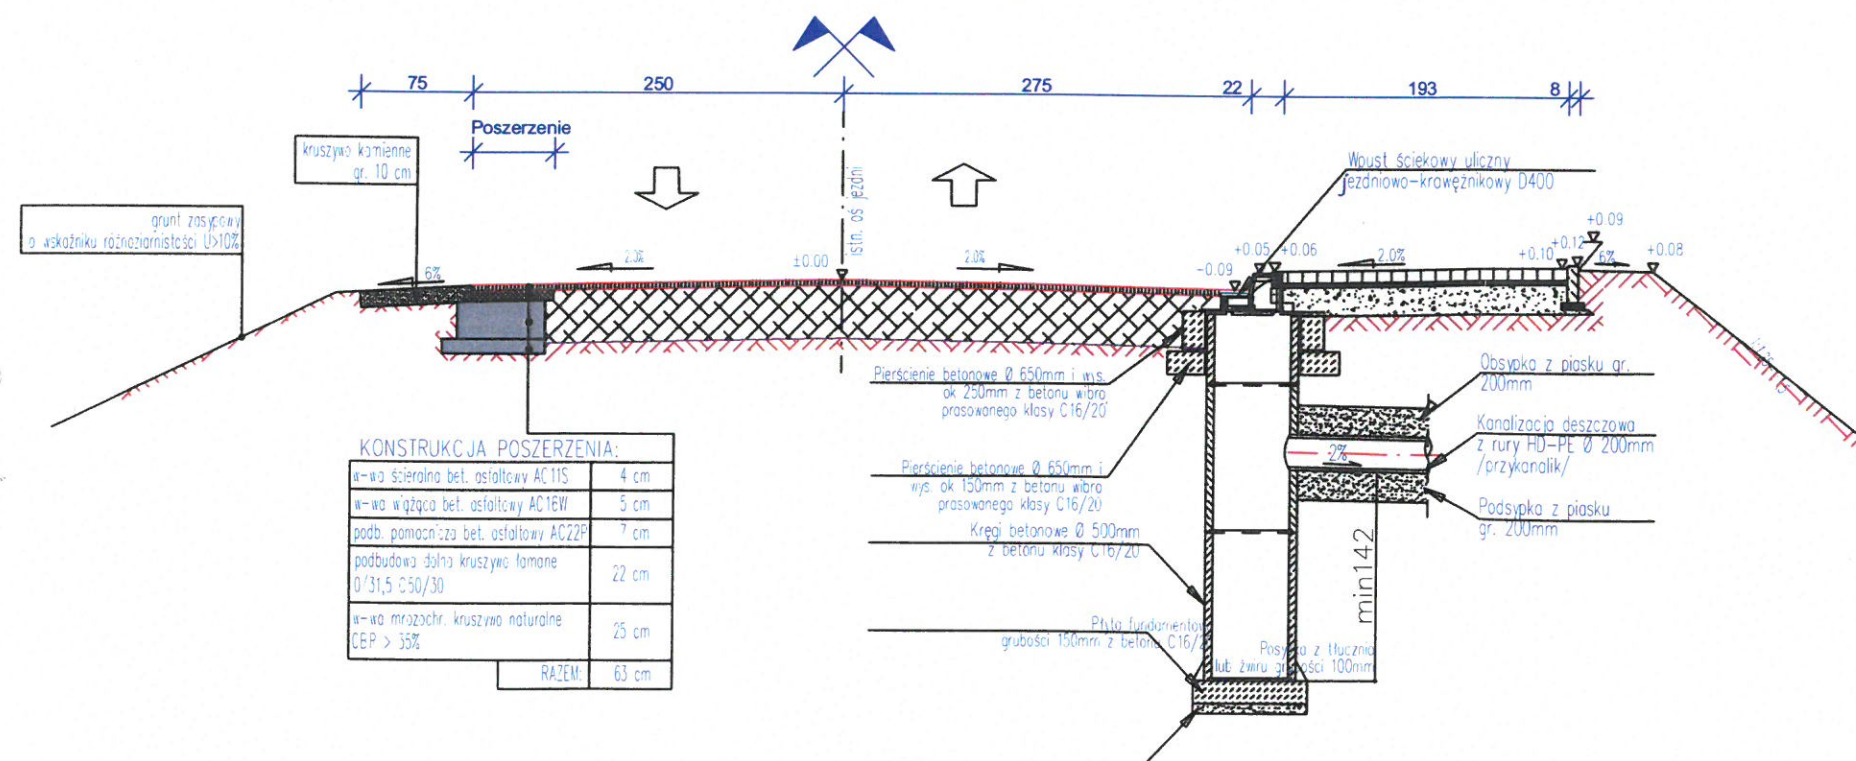 75
250
275
22
193
8
Poszerzenie
kruszywo kamienne
gr. 10 cm
grunt zasypowy
o wskaźniku różnoziarnistości U>10%
istn. oś jezdni
Wpust ściekowy uliczny
jezdniowo-krawężnikowy D400
6%
2.0%
±0.00
2.0%
-0.09
+0.05
+0.06
2.0%
+0.10
+0.12
+0.09
6%
+0.08
Pierścienie betonowe Ø 650mm i wys.
ok 250mm z betonu wibro
prasowanego klasy C16/20
Obsypka z piasku gr.
200mm
Kanalizacja deszczowa
z rury HD-PE Ø 200mm
/przykanalik/
2%
Podsypka z piasku
gr. 200mm
Pierścienie betonowe Ø 650mm i
wys. ok 150mm z betonu wibro
prasowanego klasy C16/20
Kręgi betonowe Ø 500mm
z betonu klasy C16/20
min142
Płyta fundamentow
grubości 150mm z betonu C16/2
z tłucznia
lub żwiru grubości 100mm
KONSTRUKCJA POSZERZENIA:
w-wa ścieralna bet. asfaltowy AC11S 4 cm
w-wa wiążąca bet. asfaltowy AC16W 5 cm
podb. pomocnicza bet. asfaltowy AC22P 7 cm
podbudowa dolna kruszywo łamane
0/31,5 C50/30 22 cm
w-wa mrozochr. kruszywo naturalne
CBP > 35% 25 cm
RAZEM: 63 cm